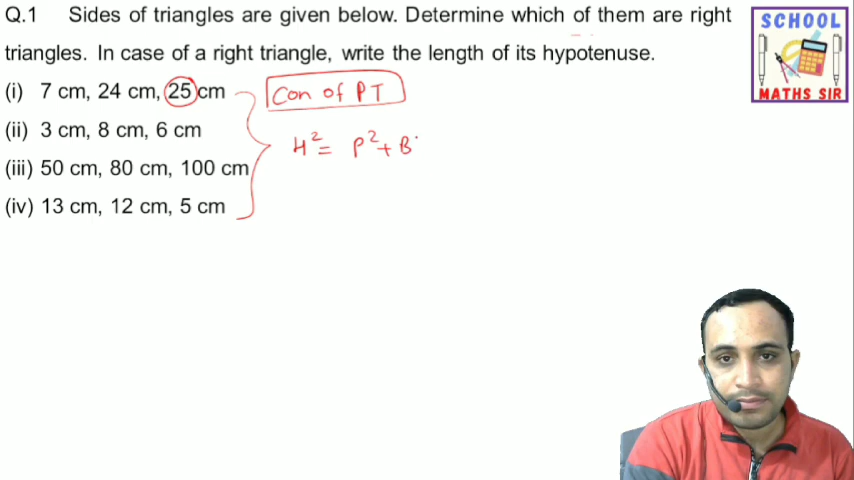 Q.1 Sides of triangles are given below. Determine which of them are right
triangles. In case of a right triangle, write the length of its hypotenuse.
(i) 7 cm, 24 cm, 25 cm
(ii) 3 cm, 8 cm, 6 cm
(iii) 50 cm, 80 cm, 100 cm
(iv) 13 cm, 12 cm, 5 cm
Con of PT
H² = P² + B
SCHOOL
MATHS SIR